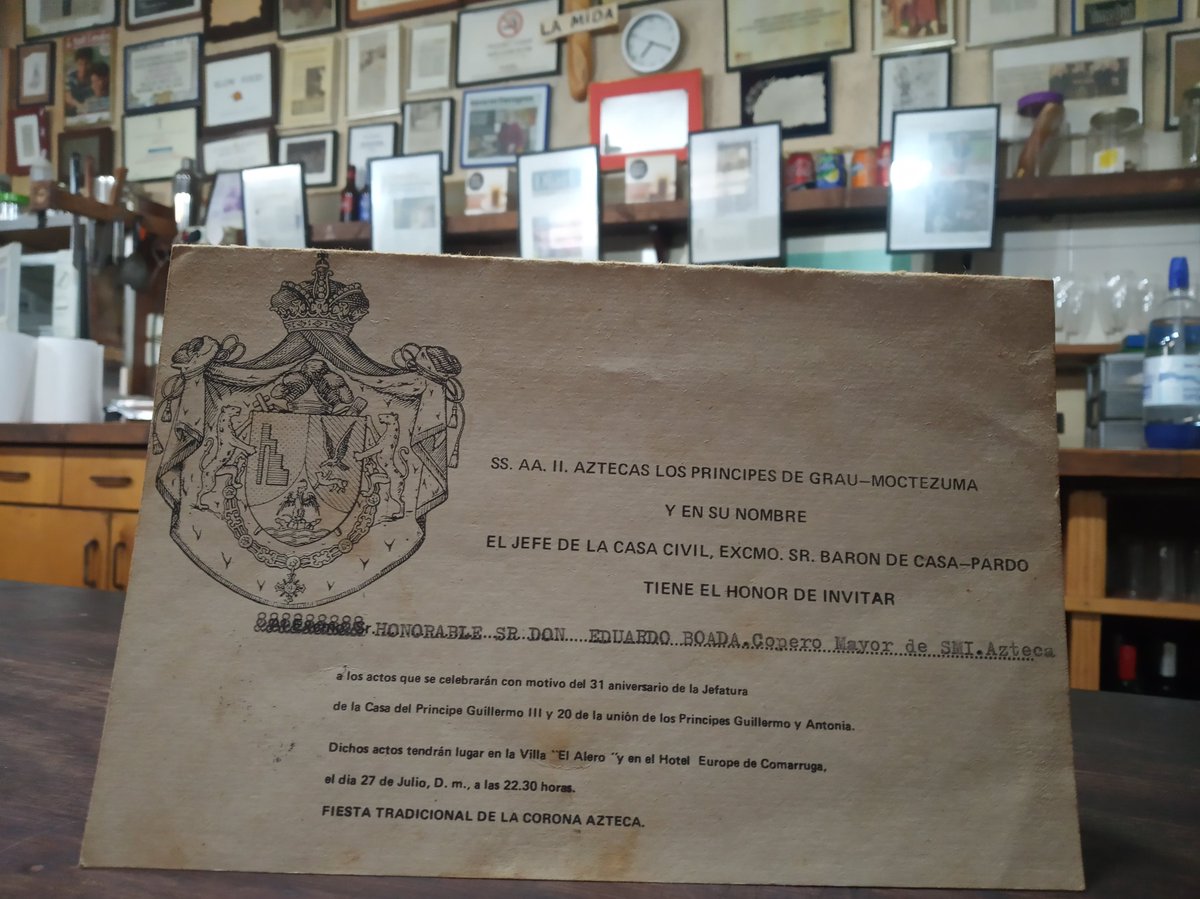 LA MIDA
SS. AA. II. AZTECAS LOS PRINCIPES DE GRAU–MOCTEZUMA
Y EN SU NOMBRE
EL JEFE DE LA CASA CIVIL, EXCMO. SR. BARON DE CASA–PARDO
TIENE EL HONOR DE INVITAR
HONORABLE SR DON EDUARDO BOADA.Copero Mayor de SMI.Azteca
a los actos que se celebrarán con motivo del 31 aniversario de la Jefatura
de la Casa del Principe Guillermo III y 20 de la unión de los Principes Guillermo y Antonia.
Dichos actos tendrán lugar en la Villa "El Alero "y en el Hotel Europe de Comarruga,
el dia 27 de Julio, D. m., a las 22.30 horas.
FIESTA TRADICIONAL DE LA CORONA AZTECA.